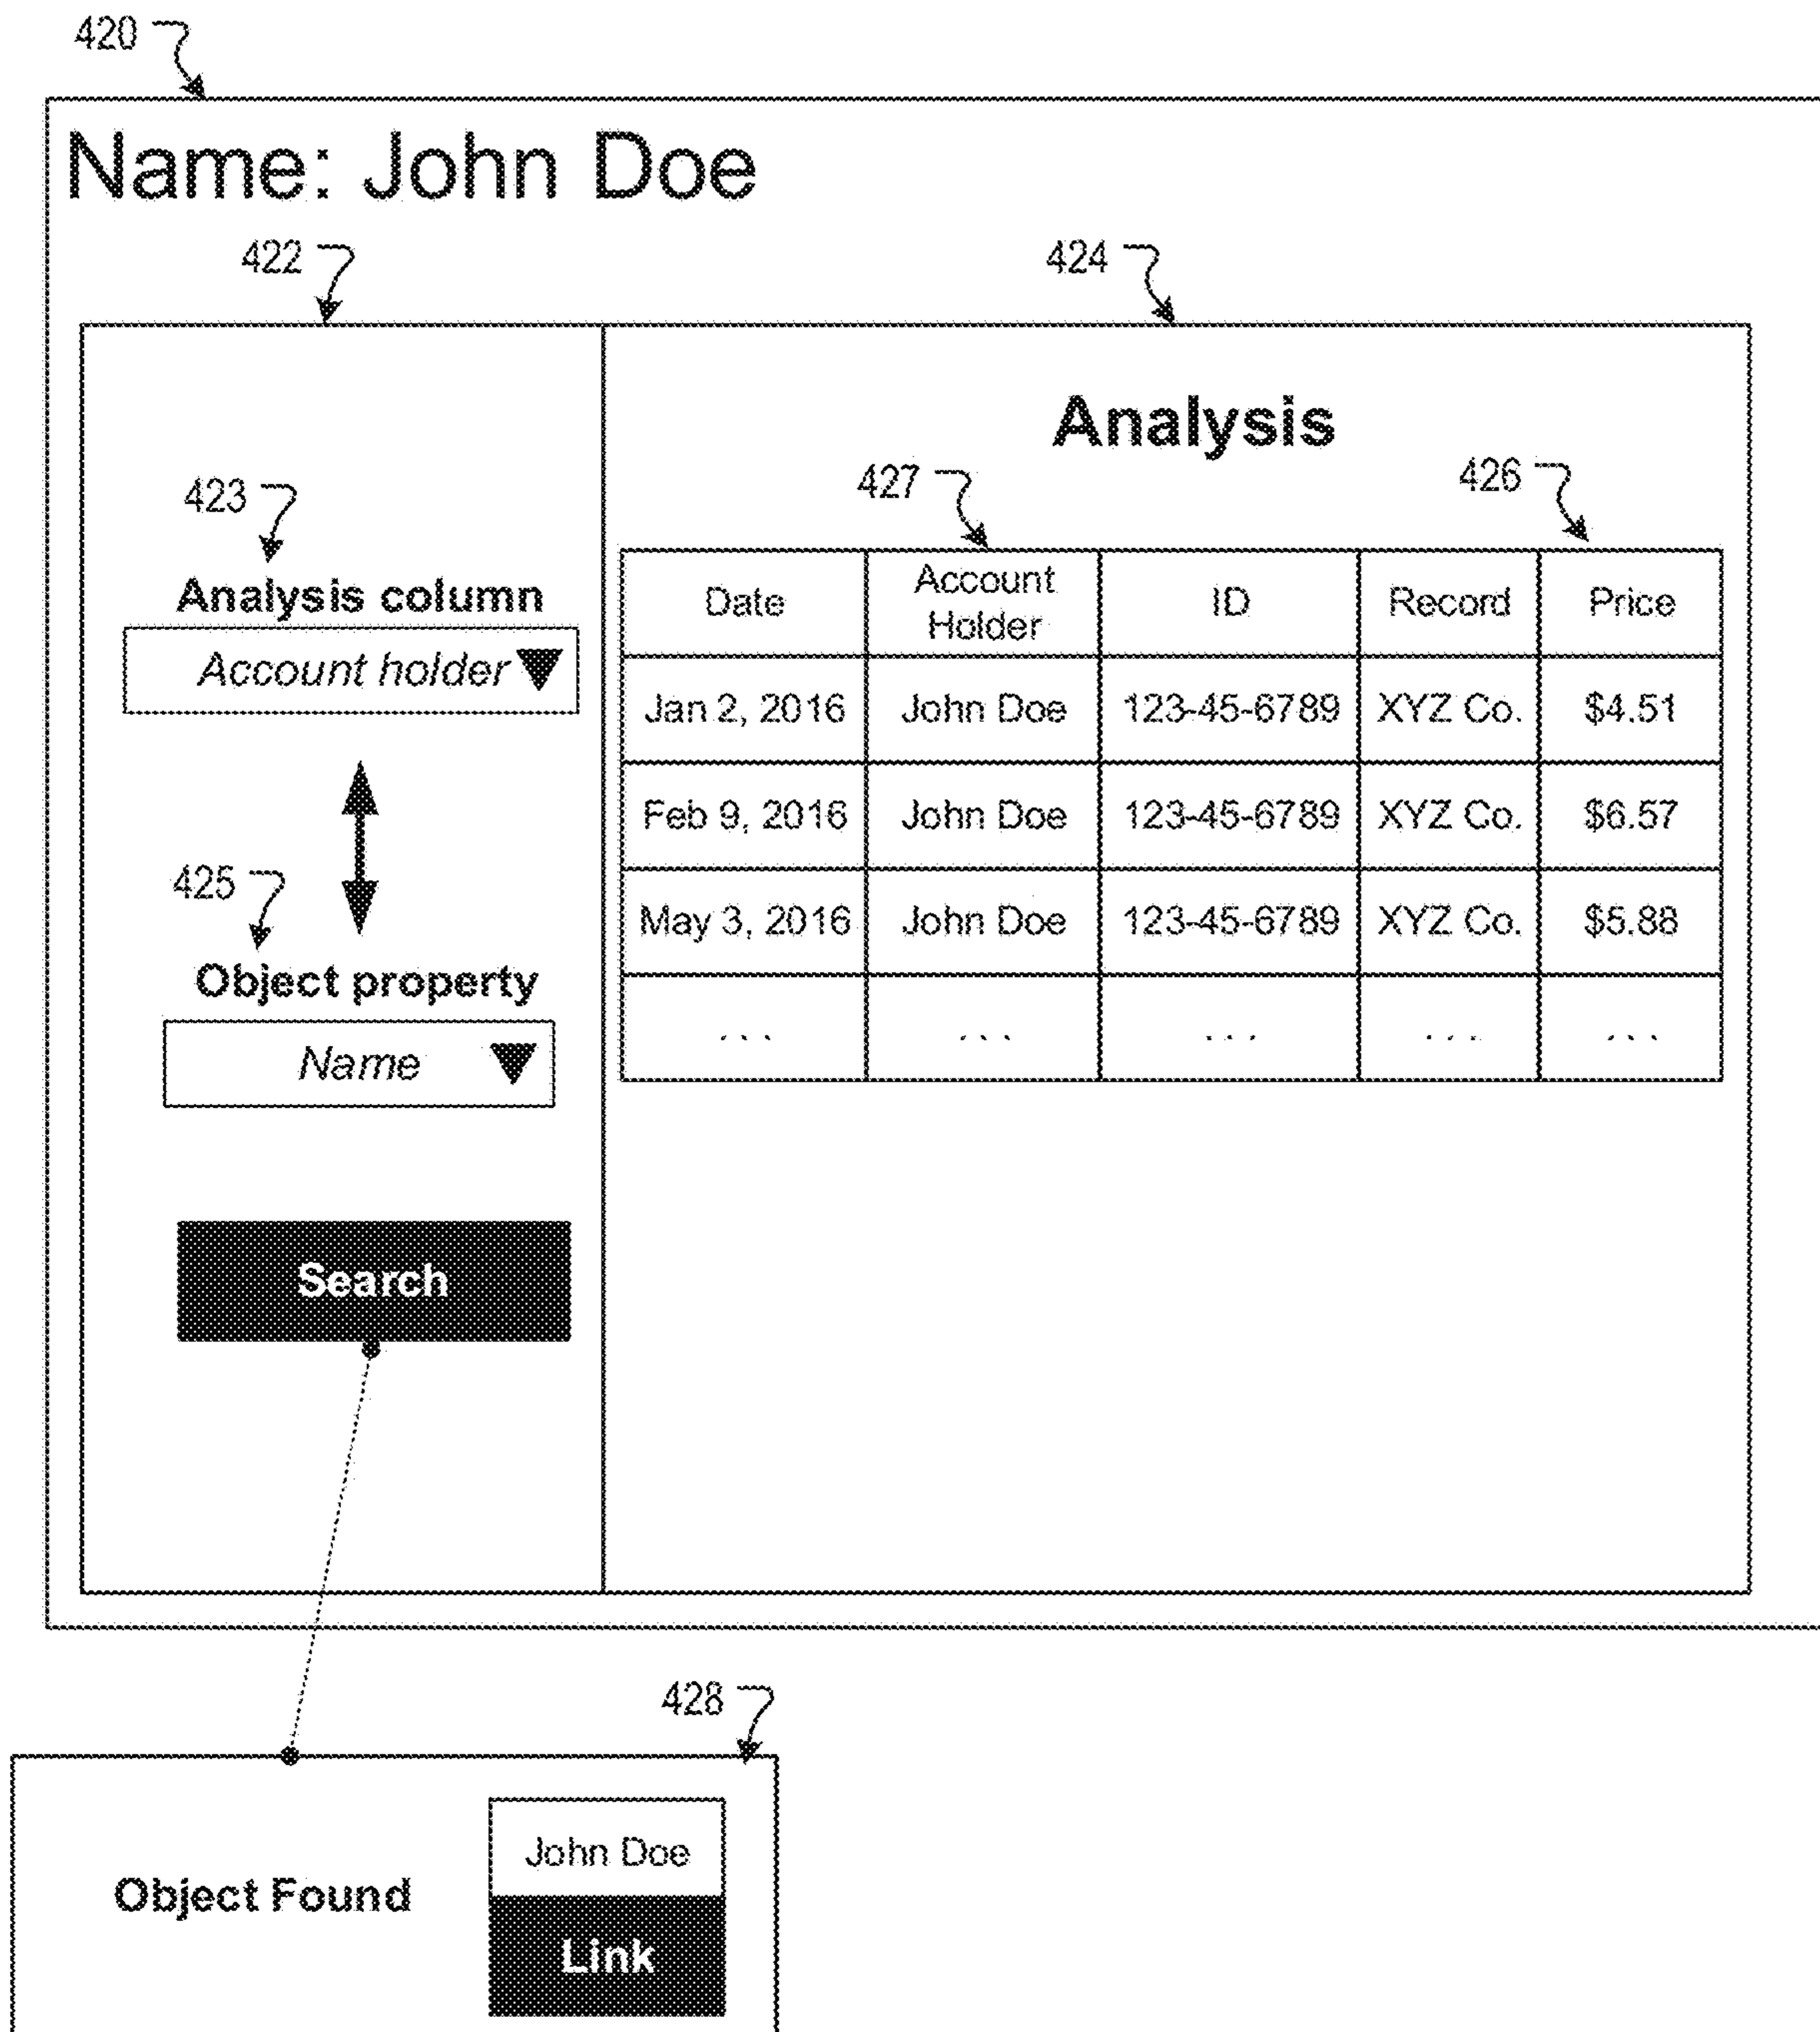 420
Name: John Doe
422
424
Analysis
423
427
426
Analysis column
Account holder
425
Object property
Name
Search
Date Account Holder ID Record Price
Jan 2, 2016 John Doe 123-45-6789 XYZ Co. $4.51
Feb 9, 2016 John Doe 123-45-6789 XYZ Co. $6.57
May 3, 2016 John Doe 123-45-6789 XYZ Co. $5.88
... ... ... ... ...
428
Object Found
John Doe
Link